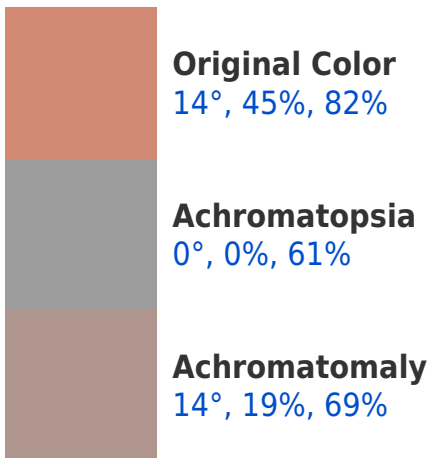 Original Color
14°, 45%, 82%
Achromatopsia
0°, 0%, 61%
Achromatomaly
14°, 19%, 69%